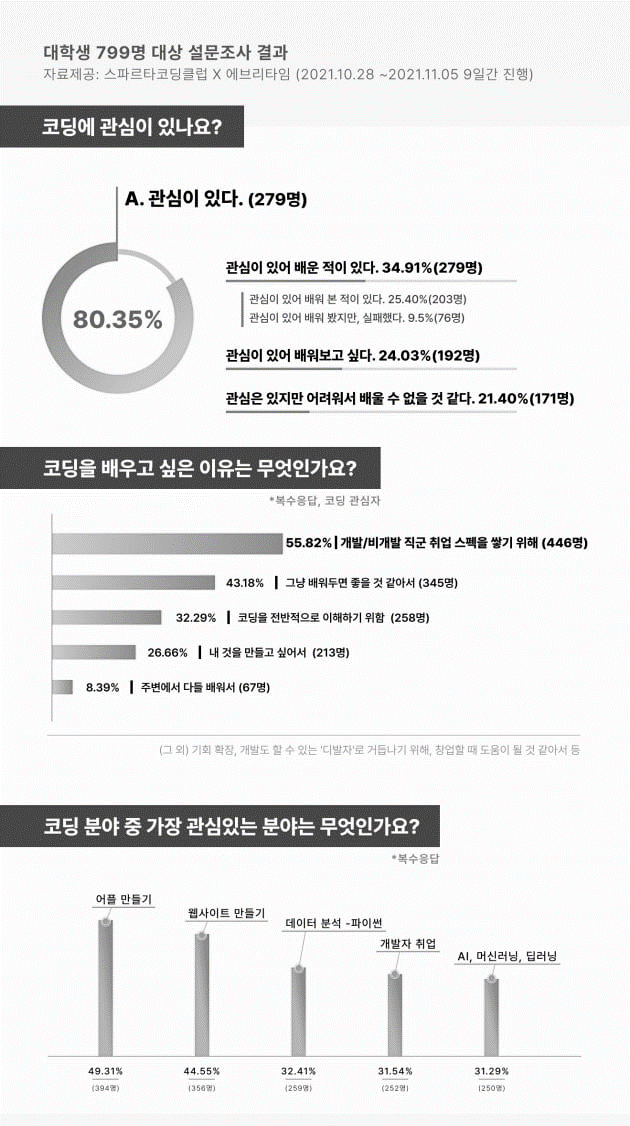 대학생 799명 대상 설문조사 결과
자료제공: 스파르타코딩클럽 X 에브리타임 (2021.10.28 ~2021.11.05 9일간 진행)
코딩에 관심이 있나요?
A. 관심이 있다. (279명)
80.35%
관심이 있어 배운 적이 있다. 34.91%(279명)
관심이 있어 배워 본 적이 있다. 25.40%(203명)
관심이 있어 배워 봤지만, 실패했다. 9.5%(76명)
관심이 있어 배워보고 싶다. 24.03%(192명)
관심은 있지만 어려워서 배울 수 없을 것 같다. 21.40%(171명)
코딩을 배우고 싶은 이유는 무엇인가요?
*복수응답, 코딩 관심자
55.82% | 개발/비개발 직군 취업 스펙을 쌓기 위해 (446명)
43.18% | 그냥 배워두면 좋을 것 같아서 (345명)
32.29% | 코딩을 전반적으로 이해하기 위함 (258명)
26.66% | 내 것을 만들고 싶어서 (213명)
8.39% | 주변에서 다들 배워서 (67명)
(그 외) 기회 확장, 개발도 할 수 있는 '디발자'로 거듭나기 위해, 창업할 때 도움이 될 것 같아서 등
코딩 분야 중 가장 관심있는 분야는 무엇인가요?
*복수응답
어플 만들기
웹사이트 만들기
데이터 분석 -파이썬
개발자 취업
AI, 머신러닝, 딥러닝
49.31% 44.55% 32.41% 31.54% 31.29%
(394명) (356명) (259명) (252명) (250명)